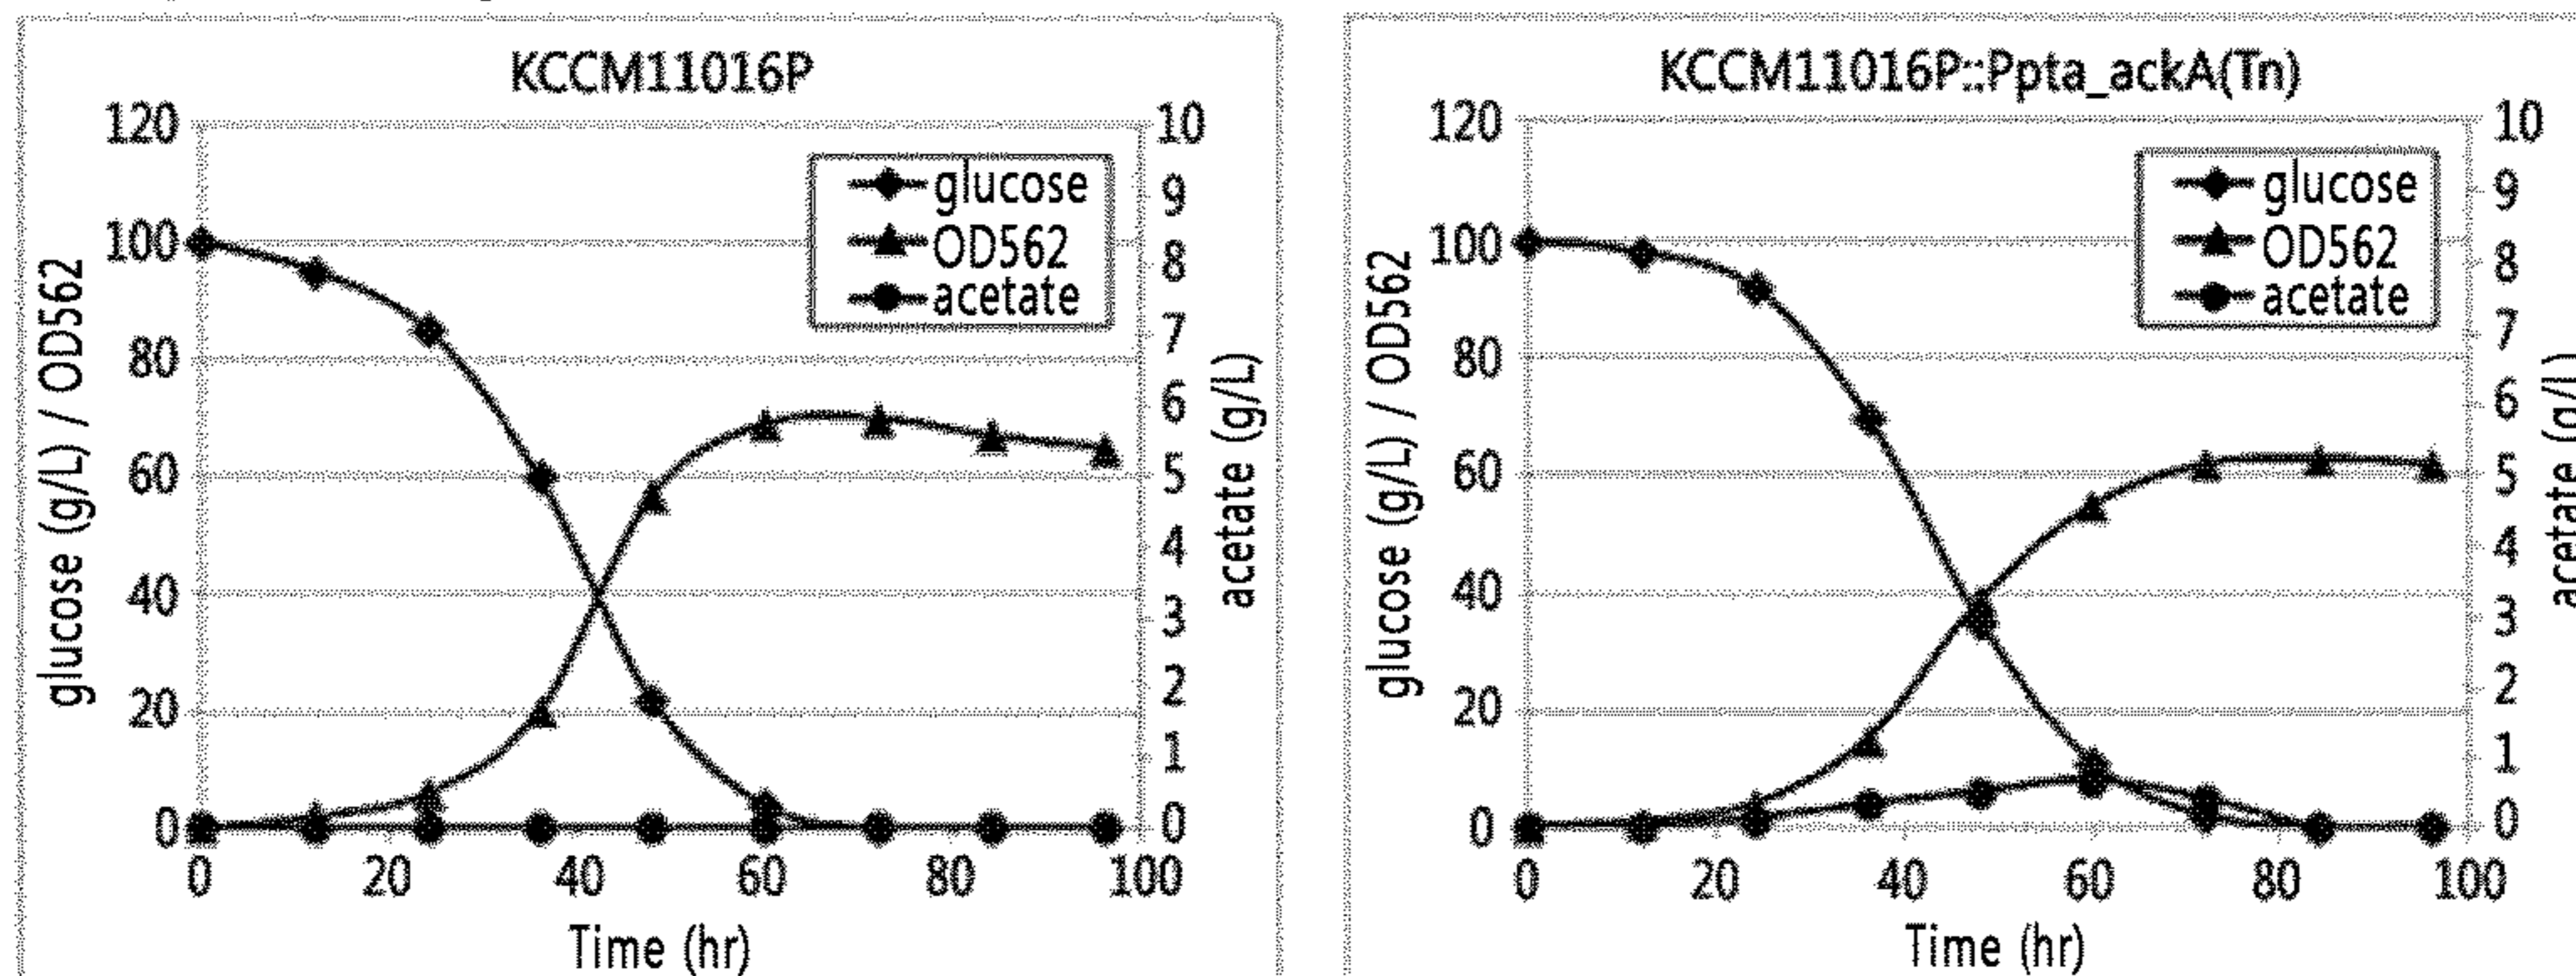 KCCM11016P
120
100
80
60
40
20
0
10
9
8
7
6
5
4
3
2
1
0
glucose
OD562
acetate
glucose (g/L) / OD562
acetate (g/L)
0 20 40 60 80 100
Time (hr)
KCCM11016P::Ppta_ackA(Tn)
120
100
80
60
40
20
0
10
9
8
7
6
5
4
3
2
1
0
glucose
OD562
acetate
glucose (g/L) / OD562
acetate (g/L)
0 20 40 60 80 100
Time (hr)